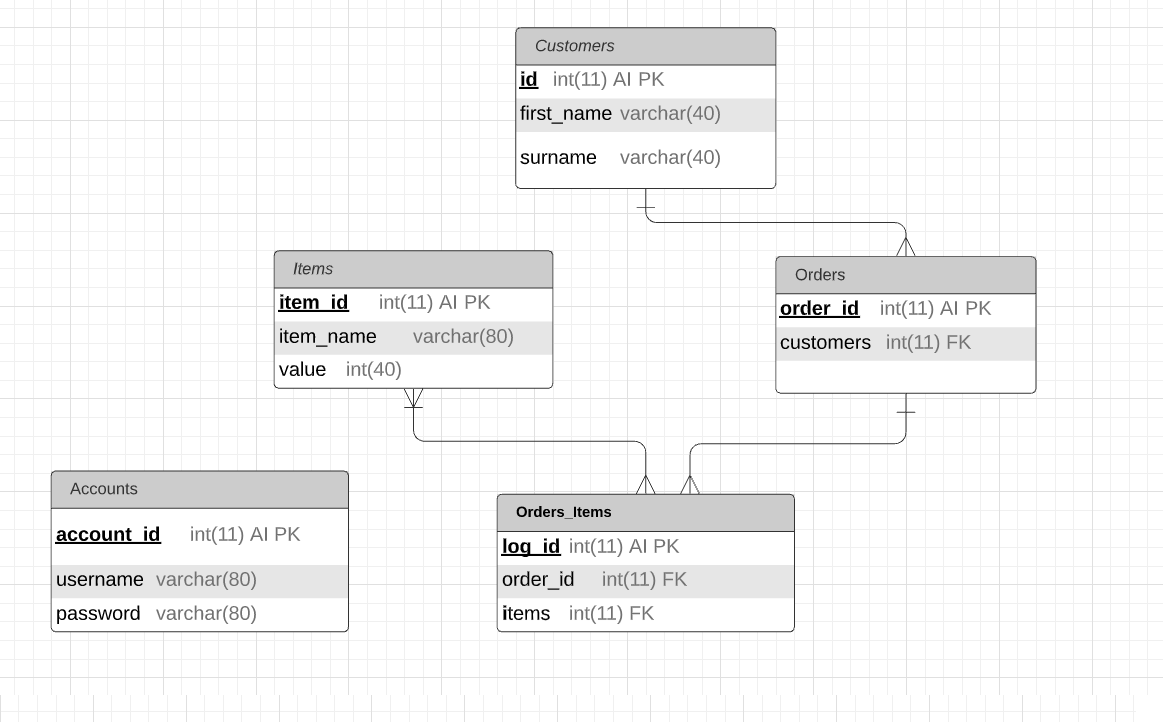 Customers
id int(11) AI PK
first_name varchar(40)
surname varchar(40)
Items
item_id int(11) AI PK
item_name varchar(80)
value int(40)
Orders
order_id int(11) AI PK
customers int(11) FK
Accounts
account_id int(11) AI PK
username varchar(80)
password varchar(80)
Orders_Items
log_id int(11) AI PK
order_id int(11) FK
items int(11) FK